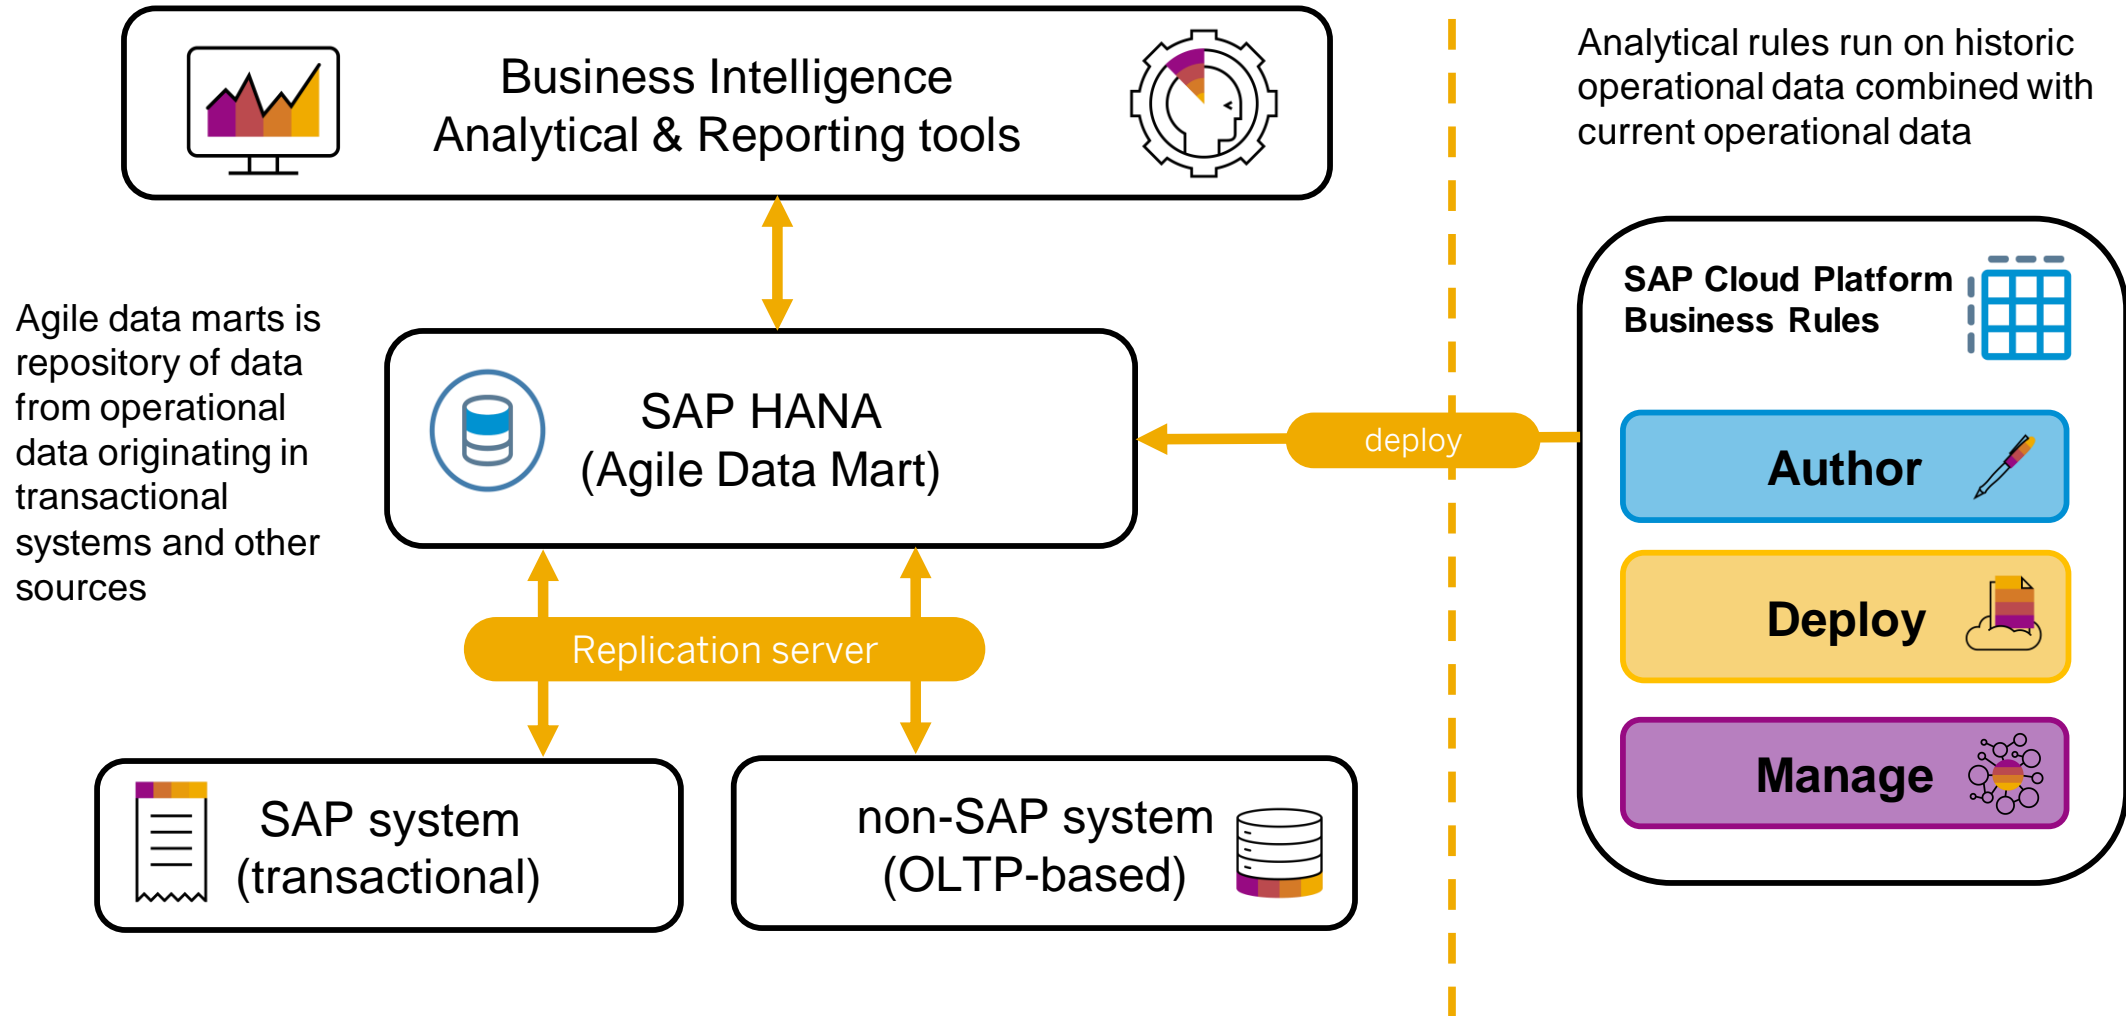 Business Intelligence
Analytical & Reporting tools
Analytical rules run on historic
operational data combined with
current operational data
Agile data marts is
repository of data
from operational
data originating in
transactional
systems and other
sources
SAP HANA
(Agile Data Mart)
deploy
SAP Cloud Platform
Business Rules
Author
Deploy
Manage
Replication server
SAP system
(transactional)
non-SAP system
(OLTP-based)